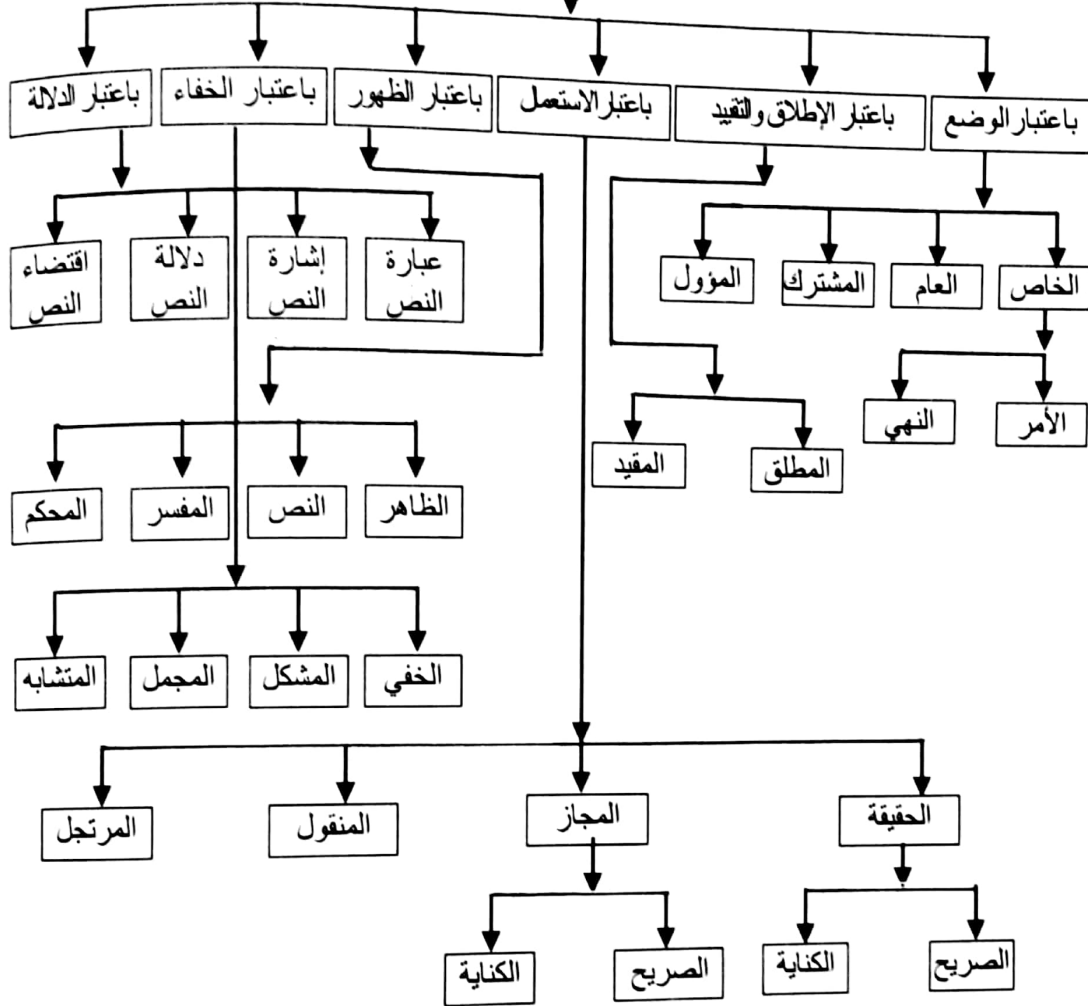 باعتبار الوضع
باعتبار الإطلاق والتقييد
باعتبار الاستعمل
باعتبار الظهور
باعتبار الخفاء
باعتبار الدلالة
الخاص
العام
المشترك
المؤول
الأمر
النهي
المطلق
المقيد
عبارة
النص
إشارة
النص
دلالة
النص
اقتضاء
النص
الظاهر
النص
المفسر
المحكم
الخفي
المشكل
المجمل
المتشابه
الحقيقة
المجاز
المنقول
المرتجل
الصريح
الكناية
الصريح
الكناية